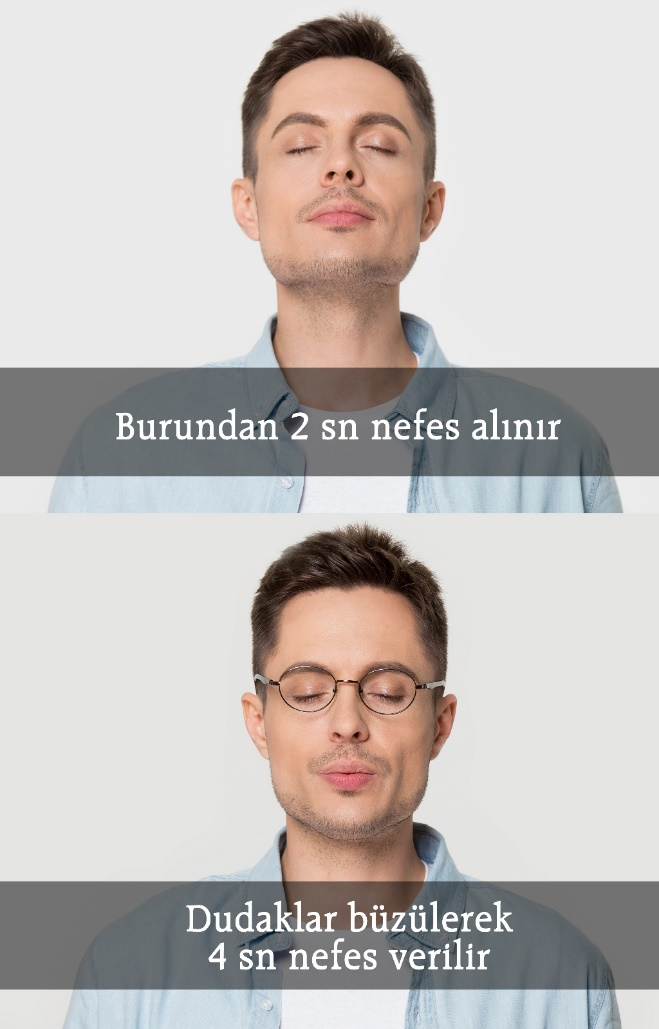 Burundan 2 sn nefes alınır
Dudaklar büzülerek
4 sn nefes verilir